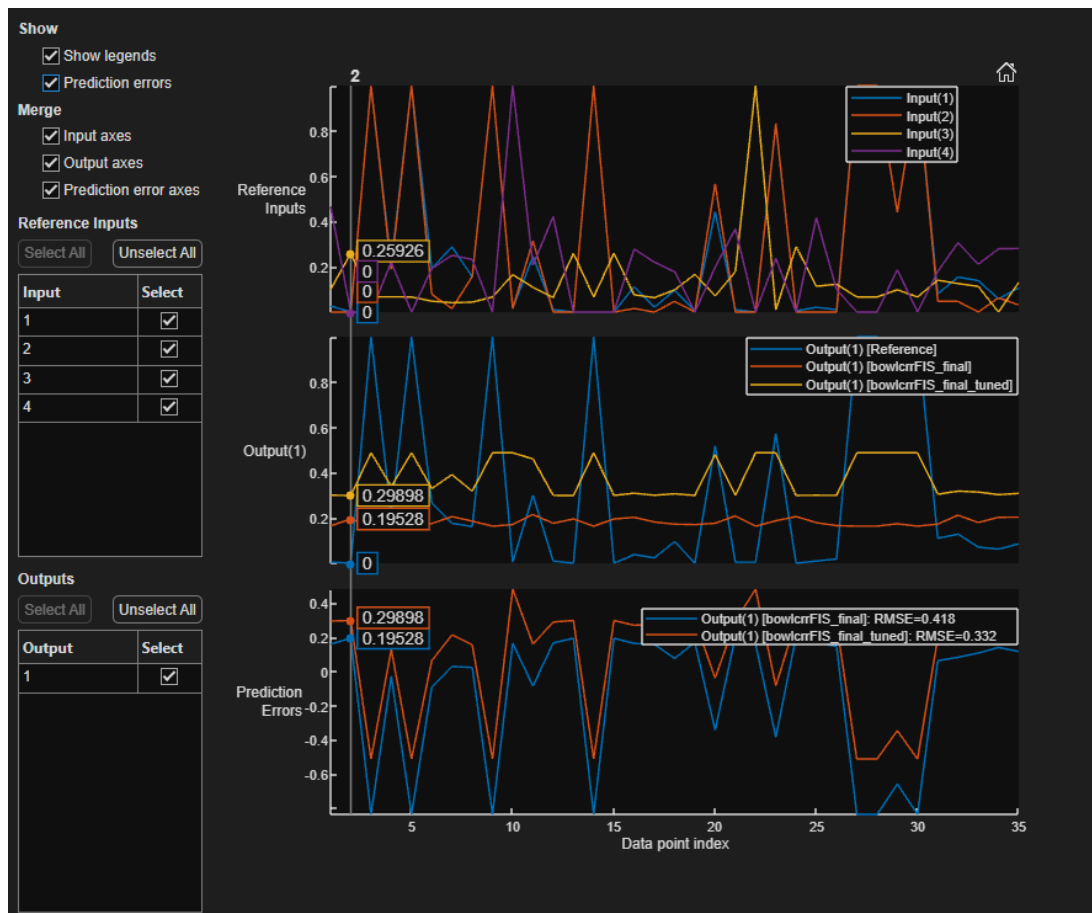 Show
Show legends
Prediction errors
Merge
Input axes
Output axes
Prediction error axes
Reference Inputs
Select All Unselect All
Input Select
1
2
3
4
Outputs
Select All Unselect All
Output Select
1
2
Reference Inputs
0.8
0.6
0.4
0.2
0.25926
0
0
0
Input(1)
Input(2)
Input(3)
Input(4)
Output(1)
0.8
0.6
0.4
0.2
0.29898
0.19528
0
Output(1) [Reference]
Output(1) [bowlcrrFIS_final]
Output(1) [bowlcrrFIS_final_tuned]
Prediction Errors
0.4
0.2
0
-0.2
-0.4
-0.6
0.29898
0.19528
Output(1) [bowlcrrFIS_final]: RMSE=0.418
Output(1) [bowlcrrFIS_final_tuned]: RMSE=0.332
5 10 15 20 25 30 35
Data point index